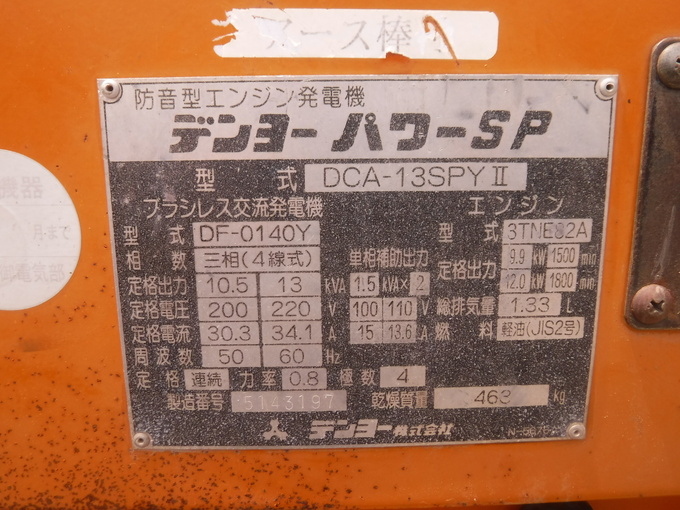 アース棒
防音型エンジン発電機
デンヨー パワーSP
型式 DCA-13SPYⅡ
ブラシレス交流発電機 エンジン
型式 DF-0140Y 型式 3TNE82A
相数 三相(4線式) 単相補助出力 定格出力 9.9 kW 1500 min
定格出力 10.5 13 kVA 1.5 kVA×2 12.0 kW 1800 min
定格電圧 200 220 V 100 110 V 総排気量 1.33 L
定格電流 30.3 34.1 A 15 13.6 A 燃料 軽油(JIS2号)
周波数 50 60 Hz
定格 連続 力率 0.8 極数 4
製造番号 5143197 乾燥質量 463 kg
デンヨー株式会社
機器
月まで
電気部